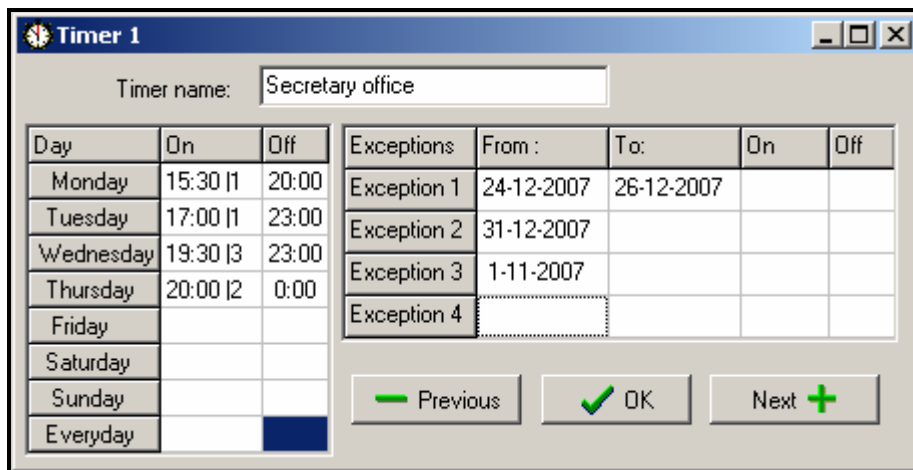 Timer 1
Timer name: Secretary office
Day On Off
Monday 15:30 |1 20:00
Tuesday 17:00 |1 23:00
Wednesday 19:30 |3 23:00
Thursday 20:00 |2 0:00
Friday
Saturday
Sunday
Everyday
Exceptions From : To: On Off
Exception 1 24-12-2007 26-12-2007
Exception 2 31-12-2007
Exception 3 1-11-2007
Exception 4
Previous OK Next